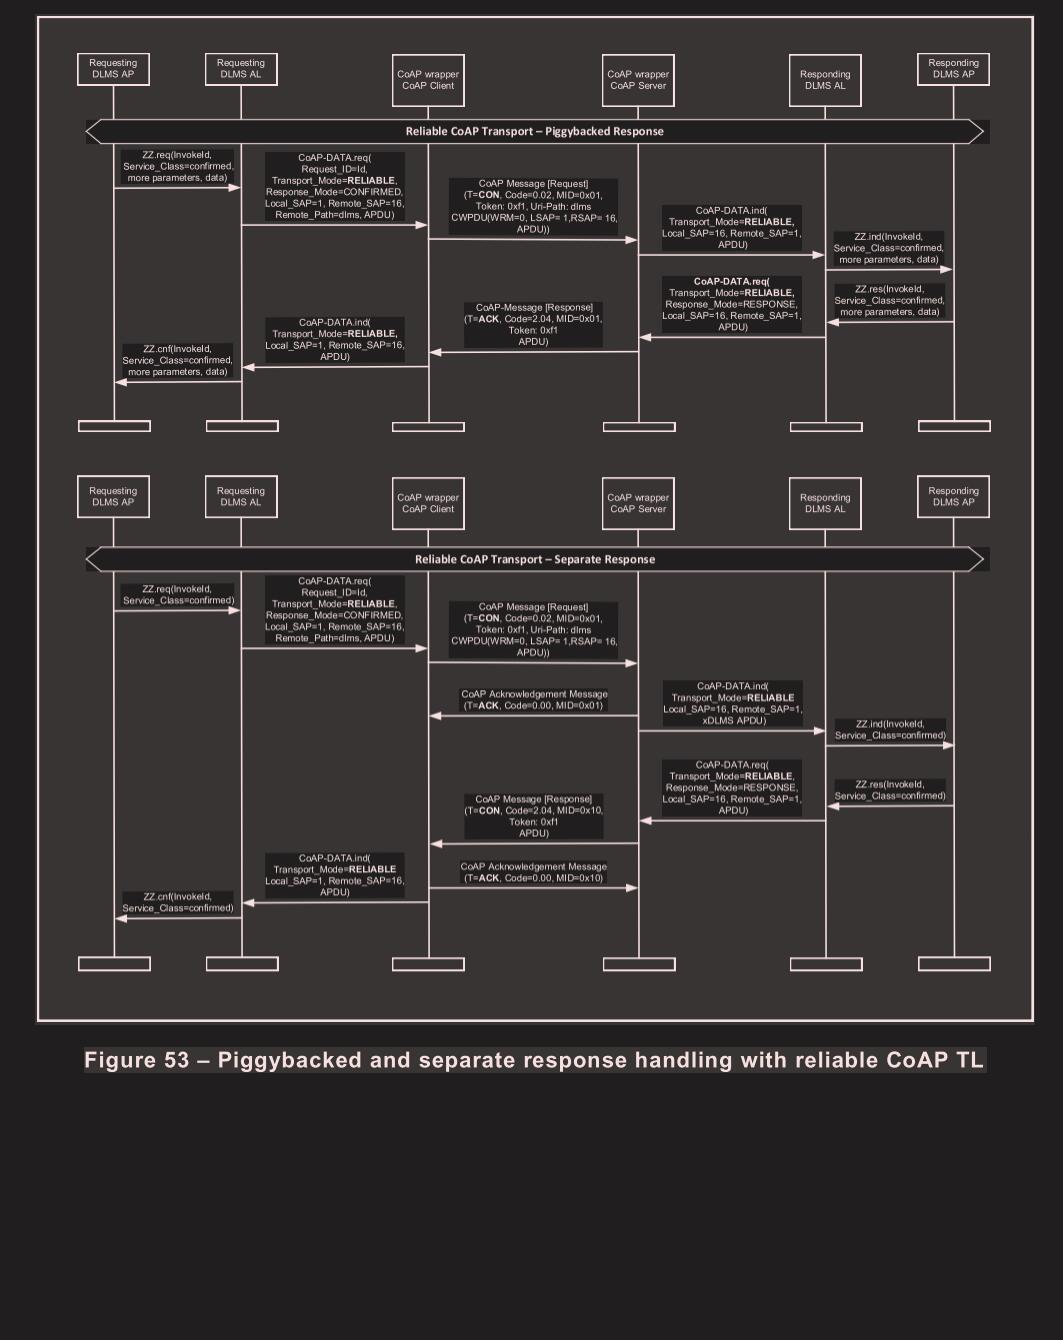 Requesting
DLMS AP
Requesting
DLMS AL
CoAP wrapper
CoAP Client
CoAP wrapper
CoAP Server
Responding
DLMS AL
Responding
DLMS AP
Reliable CoAP Transport – Piggybacked Response
ZZ.req(InvokeId,
Service_Class=confirmed,
more parameters, data)
CoAP-DATA.req(
Request_ID=Id,
Transport_Mode=RELIABLE,
Response_Mode=CONFIRMED,
Local_SAP=1, Remote_SAP=16,
Remote_Path=dlms, APDU)
CoAP Message [Request]
(T=CON, Code=0.02, MID=0x01,
Token: 0xf1, Uri-Path: dlms
CWPDU(WRM=0, LSAP= 1,RSAP= 16,
APDU))
CoAP-DATA.ind(
Transport_Mode=RELIABLE,
Local_SAP=16, Remote_SAP=1,
APDU)
ZZ.ind(InvokeId,
Service_Class=confirmed,
more parameters, data)
CoAP-DATA.req(
Transport_Mode=RELIABLE,
Response_Mode=RESPONSE,
Local_SAP=16, Remote_SAP=1,
APDU)
ZZ.res(InvokeId,
Service_Class=confirmed,
more parameters, data)
CoAP-Message [Response]
(T=ACK, Code=2.04, MID=0x01,
Token: 0xf1
APDU)
CoAP-DATA.ind(
Transport_Mode=RELIABLE,
Local_SAP=1, Remote_SAP=16,
APDU)
ZZ.cnf(InvokeId,
Service_Class=confirmed,
more parameters, data)
Requesting
DLMS AP
Requesting
DLMS AL
CoAP wrapper
CoAP Client
CoAP wrapper
CoAP Server
Responding
DLMS AL
Responding
DLMS AP
Reliable CoAP Transport – Separate Response
ZZ.req(InvokeId,
Service_Class=confirmed)
CoAP-DATA.req(
Request_ID=Id,
Transport_Mode=RELIABLE,
Response_Mode=CONFIRMED,
Local_SAP=1, Remote_SAP=16,
Remote_Path=dlms, APDU)
CoAP Message [Request]
(T=CON, Code=0.02, MID=0x01,
Token: 0xf1, Uri-Path: dlms
CWPDU(WRM=0, LSAP= 1,RSAP= 16,
APDU))
CoAP Acknowledgement Message
(T=ACK, Code=0.00, MID=0x01)
CoAP-DATA.ind(
Transport_Mode=RELIABLE
Local_SAP=16, Remote_SAP=1,
xDLMS APDU)
ZZ.ind(InvokeId,
Service_Class=confirmed)
CoAP-DATA.req(
Transport_Mode=RELIABLE,
Response_Mode=RESPONSE,
Local_SAP=16, Remote_SAP=1,
APDU)
ZZ.res(InvokeId,
Service_Class=confirmed)
CoAP Message [Response]
(T=CON, Code=2.04, MID=0x10,
Token: 0xf1
APDU)
CoAP Acknowledgement Message
(T=ACK, Code=0.00, MID=0x10)
CoAP-DATA.ind(
Transport_Mode=RELIABLE
Local_SAP=1, Remote_SAP=16,
APDU)
ZZ.cnf(InvokeId,
Service_Class=confirmed)
Figure 53 – Piggybacked and separate response handling with reliable CoAP TL